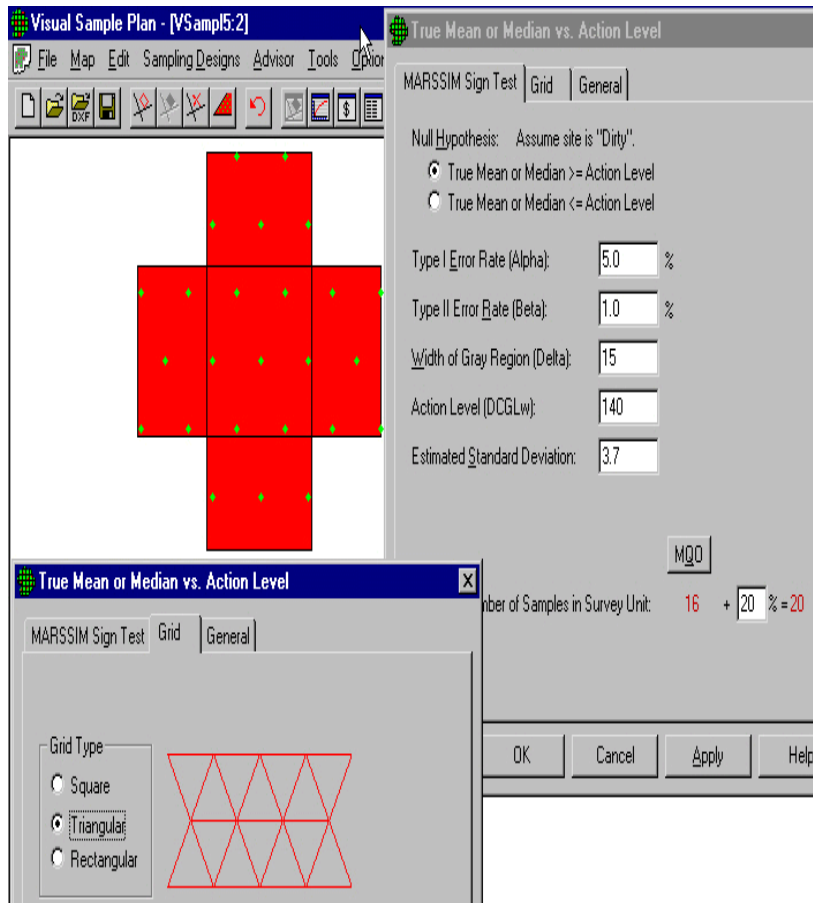 Visual Sample Plan - [VSampl5:2]
File Map Edit Sampling Designs Advisor Tools
DXF
$
True Mean or Median vs. Action Level
MARSSIM Sign Test Grid General
Null Hypothesis: Assume site is "Dirty".
True Mean or Median >= Action Level
True Mean or Median <= Action Level
Type I Error Rate (Alpha): 5.0 %
Type II Error Rate (Beta): 1.0 %
Width of Gray Region (Delta): 15
Action Level (DCGLw): 140
Estimated Standard Deviation: 3.7
MQO
mber of Samples in Survey Unit: 16 + 20 % = 20
OK Cancel Apply Help
True Mean or Median vs. Action Level
MARSSIM Sign Test Grid General
Grid Type
Square
Triangular
Rectangular